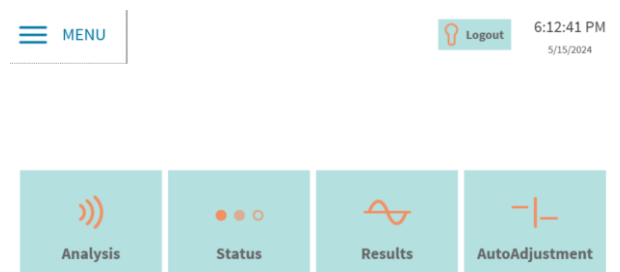 MENU
Logout
6:12:41 PM
5/15/2024
Analysis
Status
Results
AutoAdjustment